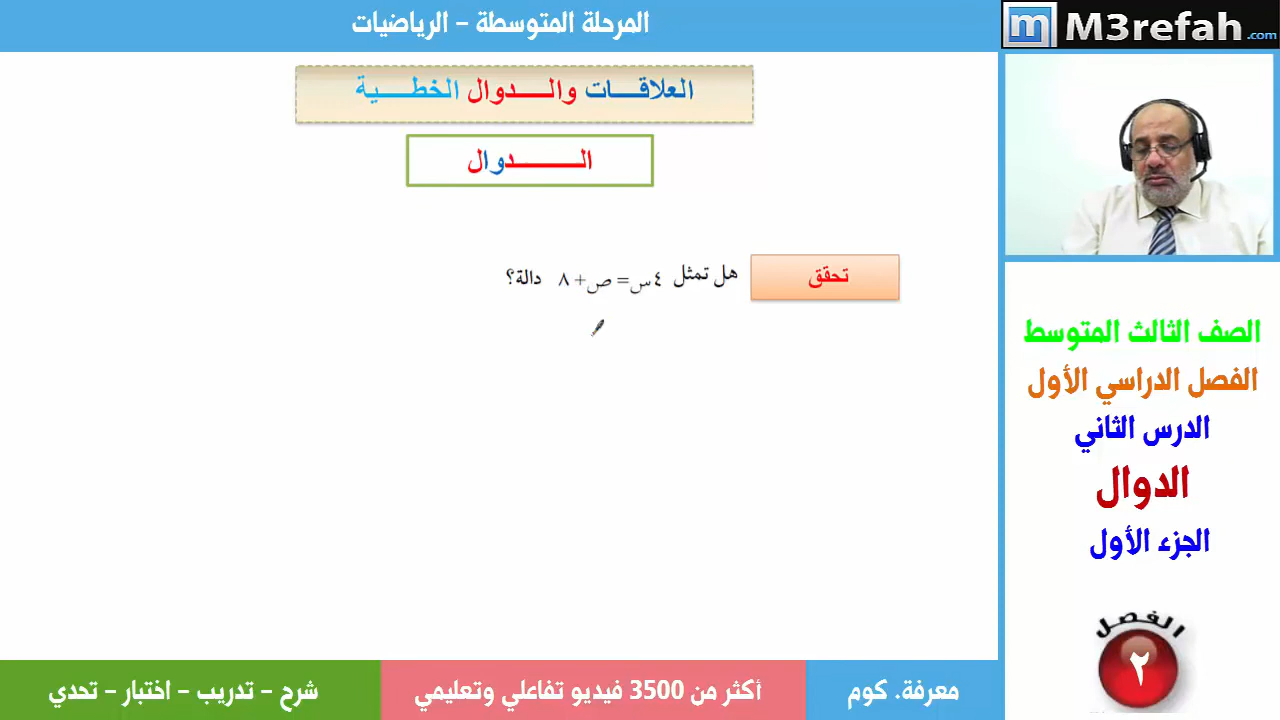 المرحلة المتوسطة – الرياضيات
M3refah.com
العلاقــات والــدوال الخطــية
الــــدوال
تحقق
هل تمثل ٤س= ص+ ٨ دالة؟
الصف الثالث المتوسط
الفصل الدراسي الأول
الدرس الثاني
الدوال
الجزء الأول
الفصل
٢
معرفة. كوم
أكثر من 3500 فيديو تفاعلي وتعليمي
شرح – تدريب – اختبار – تحدي